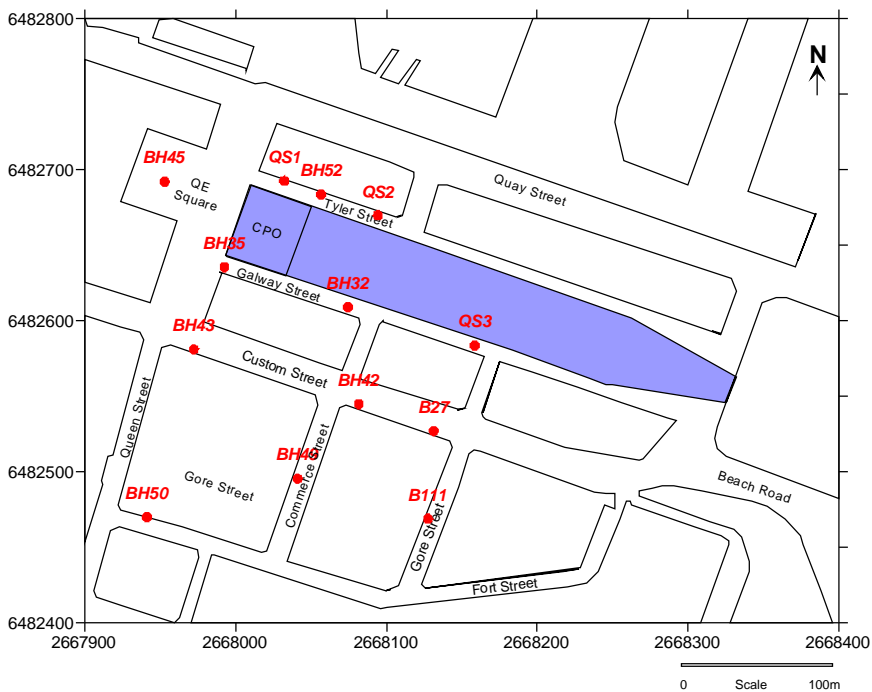 6482800
N
6482700
BH45
QS1
BH52
QS2
QE
Square
Tyler Street
Quay Street
CPO
BH35
Galway Street
BH32
QS3
6482600
BH43
Custom Street
BH42
B27
Queen Street
6482500
Gore Street
BH49
Commerce Street
BH50
B111
Gore Street
Beach Road
Fort Street
6482400
2667900
2668000
2668100
2668200
2668300
2668400
0 Scale 100m